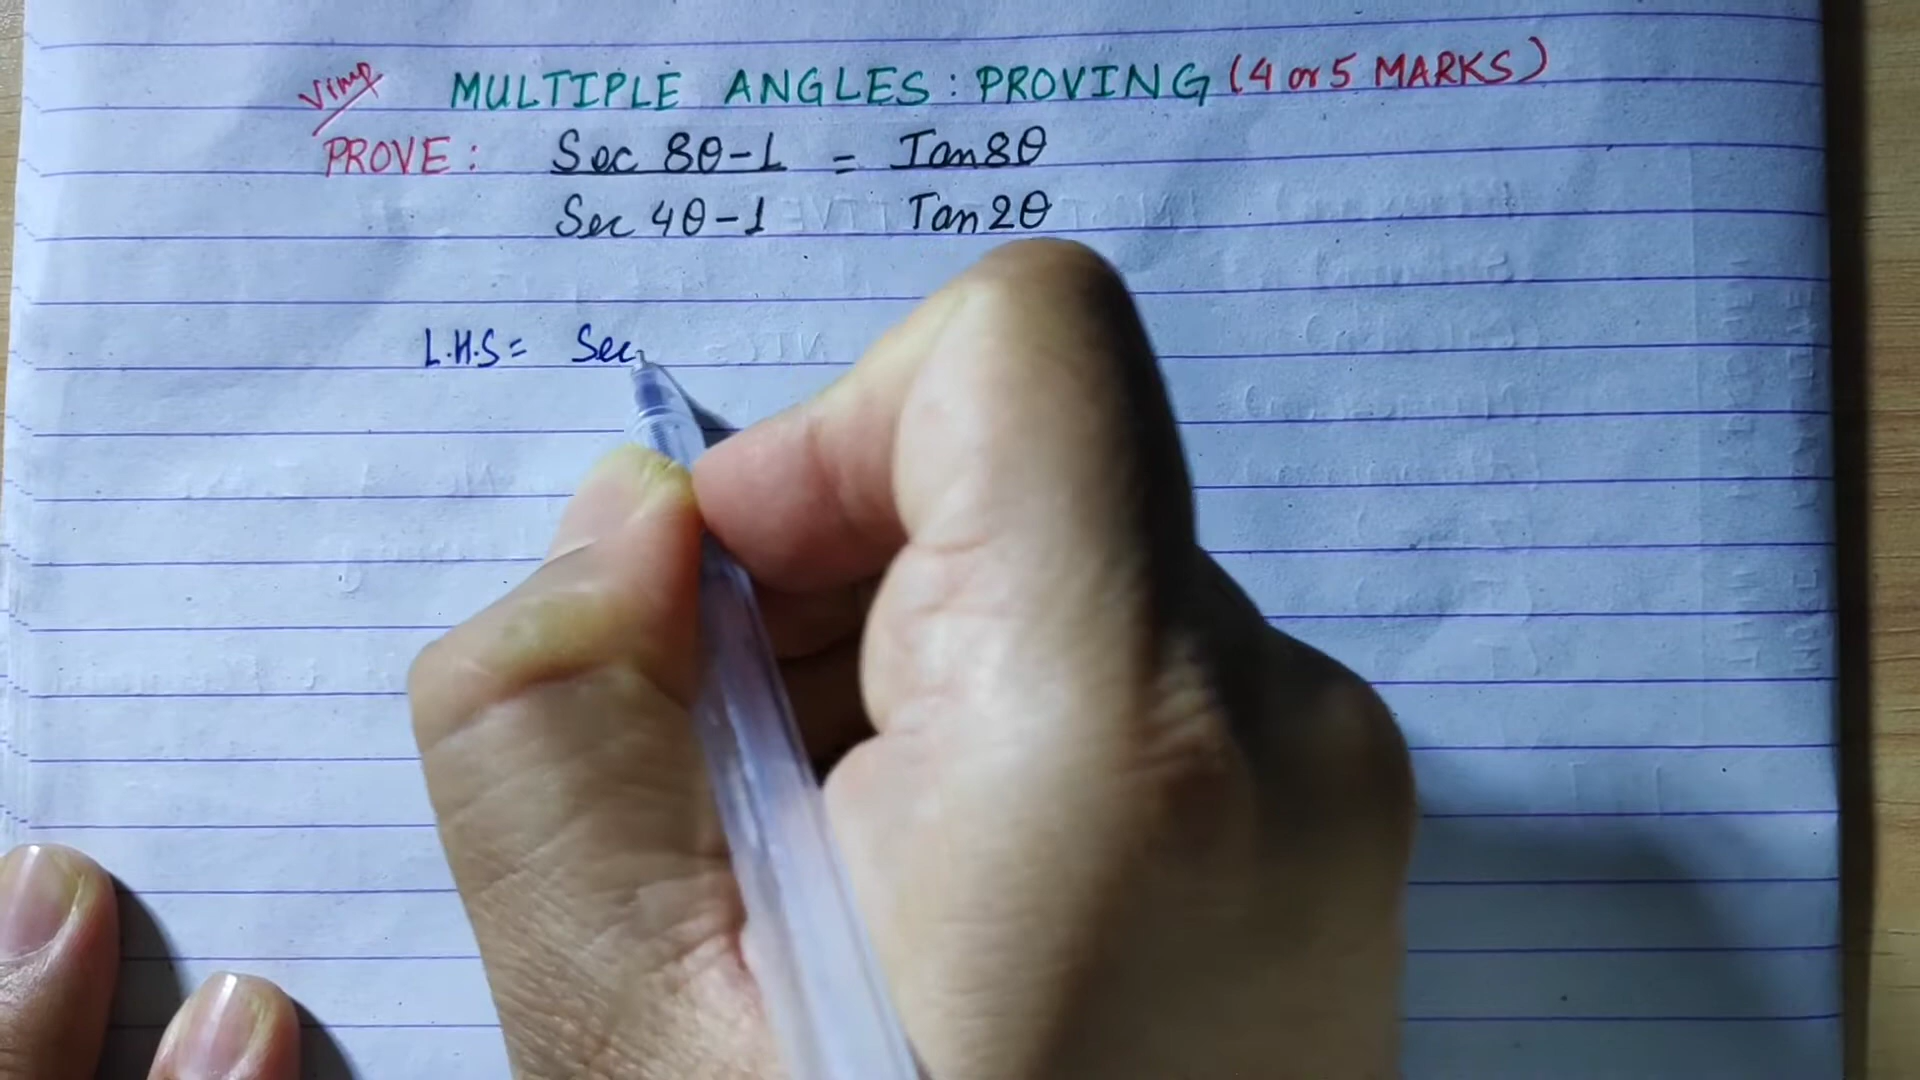 Vimp MULTIPLE ANGLES : PROVING (4 or 5 MARKS)
PROVE : Sec 8θ-1 = Tan8θ
Sec 4θ-1 Tan2θ
L.H.S = Sec